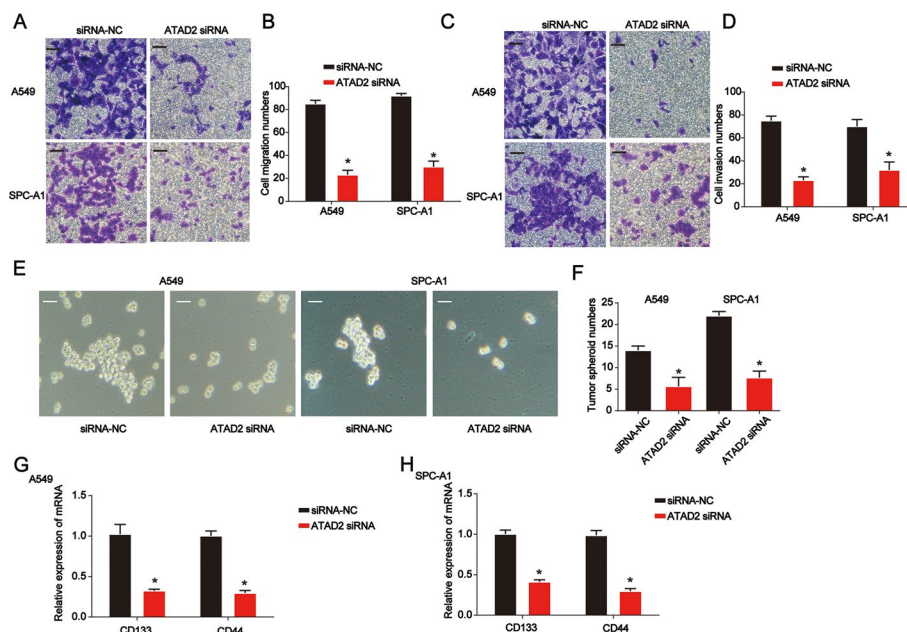 A
siRNA-NC
ATAD2 siRNA
A549
SPC-A1
B
siRNA-NC
ATAD2 siRNA
Cell migration numbers
100
80
60
40
20
0
*
*
A549
SPC-A1
C
siRNA-NC
ATAD2 siRNA
A549
SPC-A1
D
siRNA-NC
ATAD2 siRNA
Cell invasion numbers
100
80
60
40
20
0
*
*
A549
SPC-A1
E
A549
SPC-A1
siRNA-NC
ATAD2 siRNA
siRNA-NC
ATAD2 siRNA
F
A549
SPC-A1
Tumor spheroid numbers
25
20
15
10
5
0
*
*
siRNA-NC
ATAD2 siRNA
siRNA-NC
ATAD2 siRNA
G
A549
Relative expression of mRNA
1.5
1.0
0.5
0.0
*
*
CD133
CD44
siRNA-NC
ATAD2 siRNA
H
SPC-A1
Relative expression of mRNA
1.5
1.0
0.5
0.0
*
*
CD133
CD44
siRNA-NC
ATAD2 siRNA